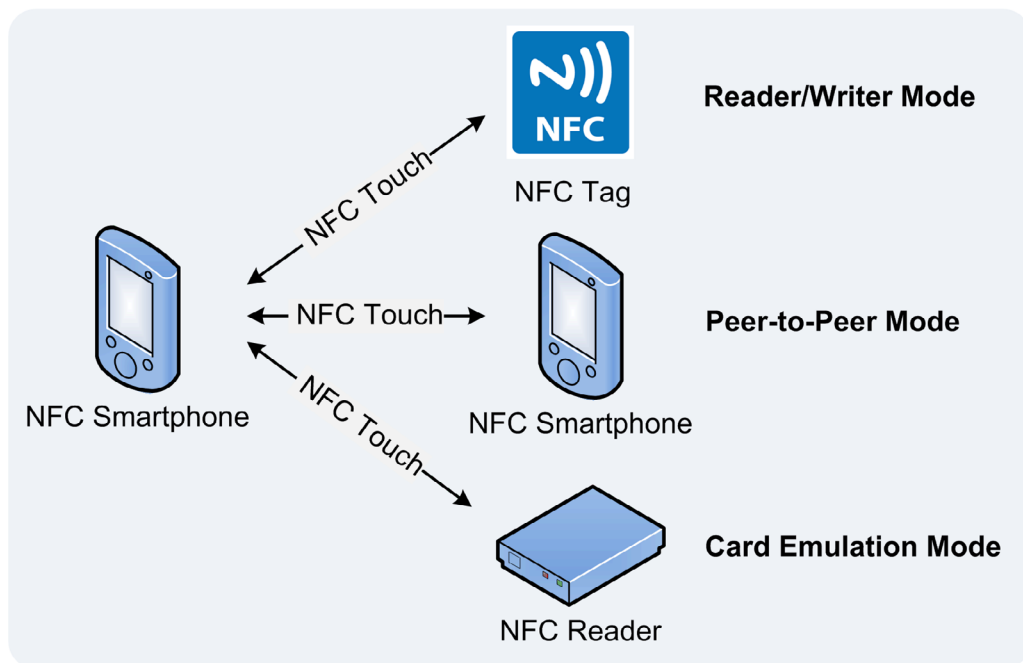 NFC
Reader/Writer Mode
NFC Tag
NFC Touch
NFC Smartphone
NFC Touch
Peer-to-Peer Mode
NFC Smartphone
NFC Touch
Card Emulation Mode
NFC Reader